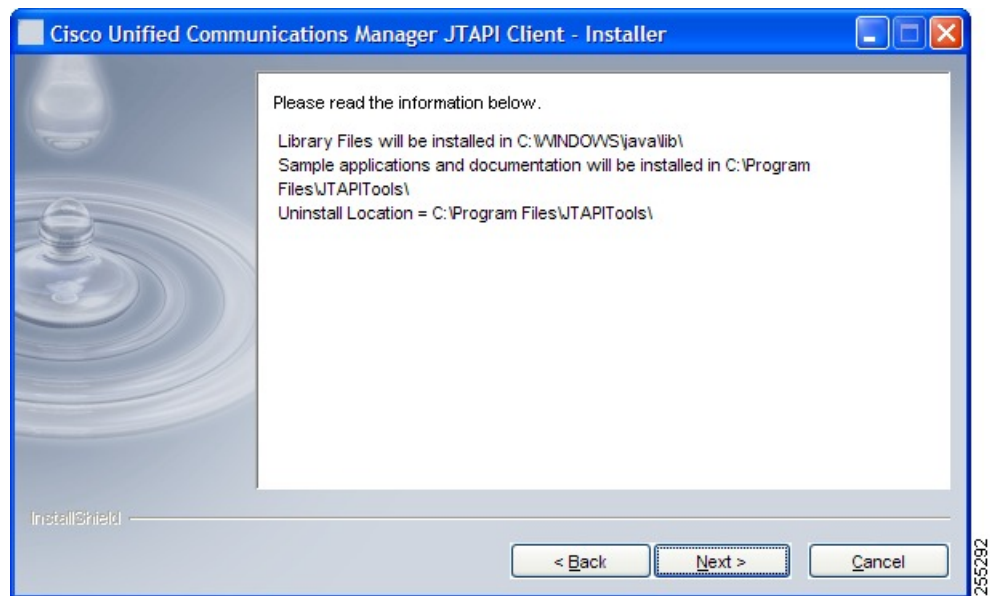 Cisco Unified Communications Manager JTAPI Client - Installer
Please read the information below.
Library Files will be installed in C:\WINDOWS\java\lib\
Sample applications and documentation will be installed in C:\Program
Files\JTAPITools\
Uninstall Location = C:\Program Files\JTAPITools\
InstallShield
< Back
Next >
Cancel
255292